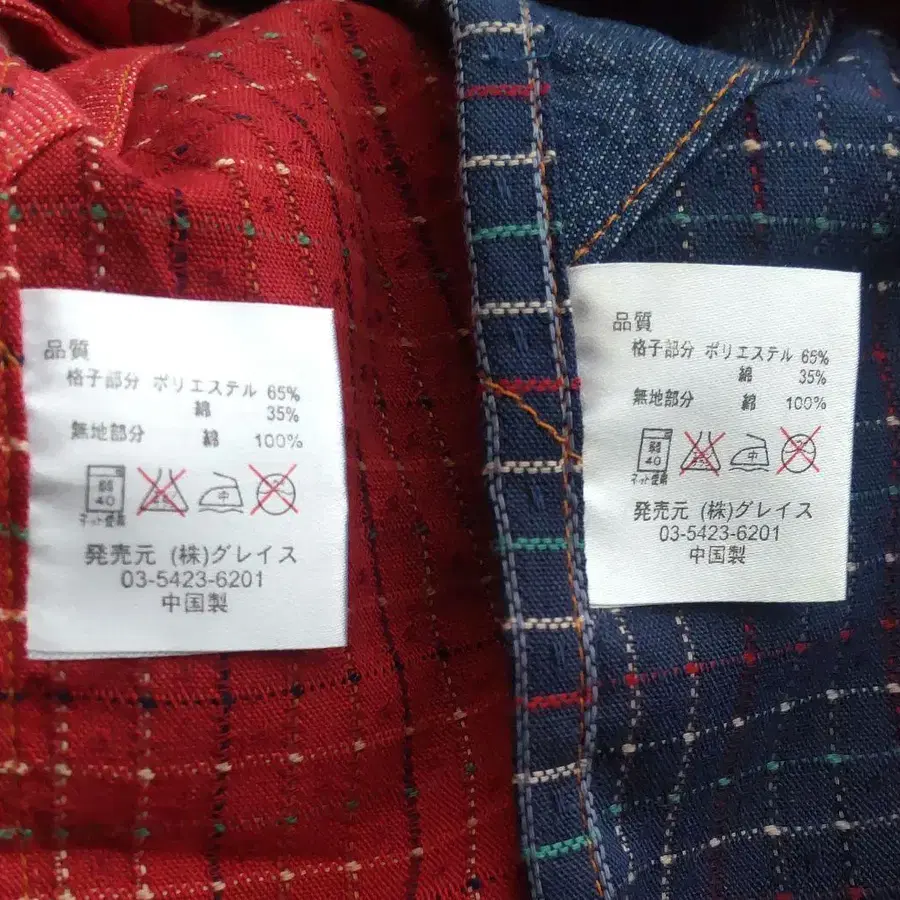 品質
格子部分 ポリエステル 65%
綿 35%
無地部分 綿 100%
弱
40
中
ネット使用
発売元 (株)グレイス
03-5423-6201
中国製
品質
格子部分 ポリエステル 65%
綿 35%
無地部分 綿 100%
弱
40
中
ネット使用
発売元 (株)グレイス
03-5423-6201
中国製